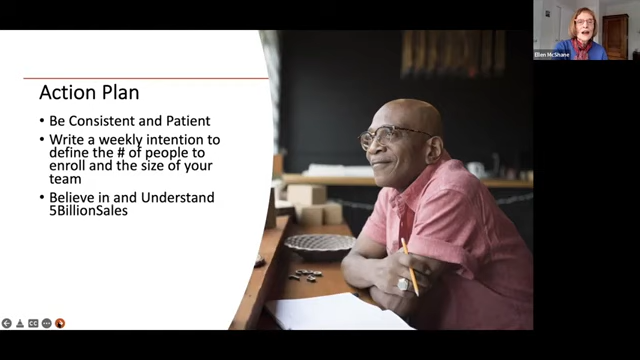 Ellen McShane
Action Plan
• Be Consistent and Patient
• Write a weekly intention to
define the # of people to
enroll and the size of your
team
• Believe in and Understand
5BillionSales
CC